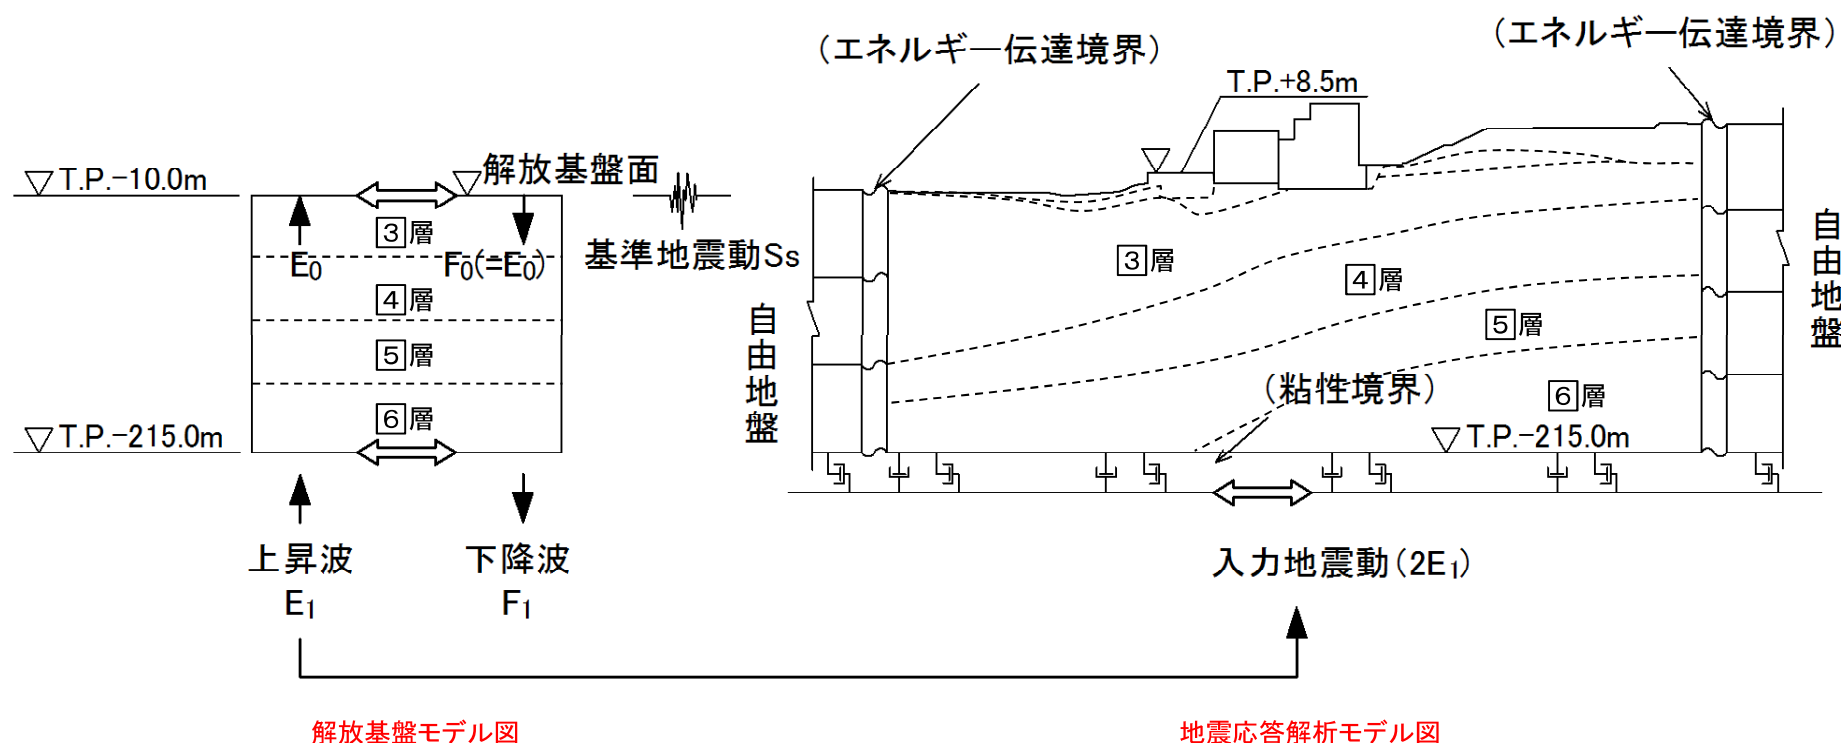 (エネルギー伝達境界)
(エネルギー伝達境界)
T.P.+8.5m
T.P.-10.0m
解放基盤面
3層
E0
F0(=E0)
基準地震動Ss
4層
5層
6層
T.P.-215.0m
自由地盤
3層
4層
5層
6層
(粘性境界)
T.P.-215.0m
自由地盤
上昇波
E1
下降波
F1
入力地震動(2E1)
解放基盤モデル図
地震応答解析モデル図